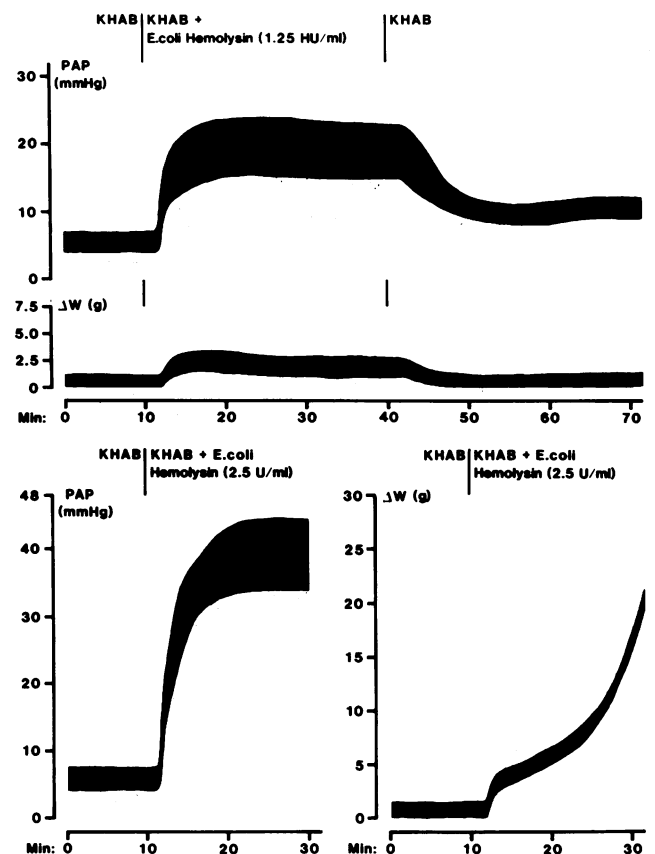 KHAB KHAB + KHAB
E.coli Hemolysin (1.25 HU/ml)
PAP
(mmHg)
30
20
10
0
△W (g)
7.5
5.0
2.5
0
Min: 0 10 20 30 40 50 60 70
KHAB KHAB + E.coli
Hemolysin (2.5 U/ml)
PAP
(mmHg)
48
40
30
20
10
0
Min: 0 10 20 30
KHAB KHAB + E.coli
Hemolysin (2.5 U/ml)
△W (g)
30
25
20
15
10
5
0
Min: 0 10 20 30